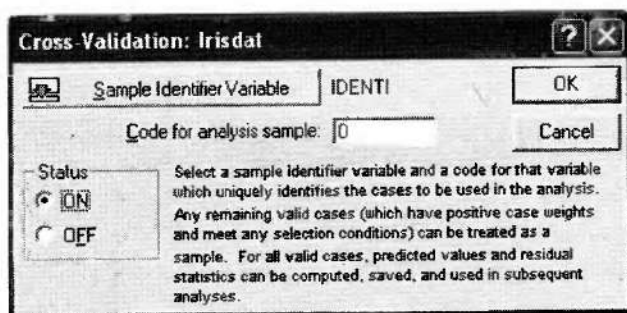 Cross-Validation: Irisdat
Sample Identifier Variable IDENTI OK
Code for analysis sample: 0 Cancel
Status
ON
OFF
Select a sample identifier variable and a code for that variable
which uniquely identifies the cases to be used in the analysis.
Any remaining valid cases (which have positive case weights
and meet any selection conditions) can be treated as a
sample. For all valid cases, predicted values and residual
statistics can be computed, saved, and used in subsequent
analyses.